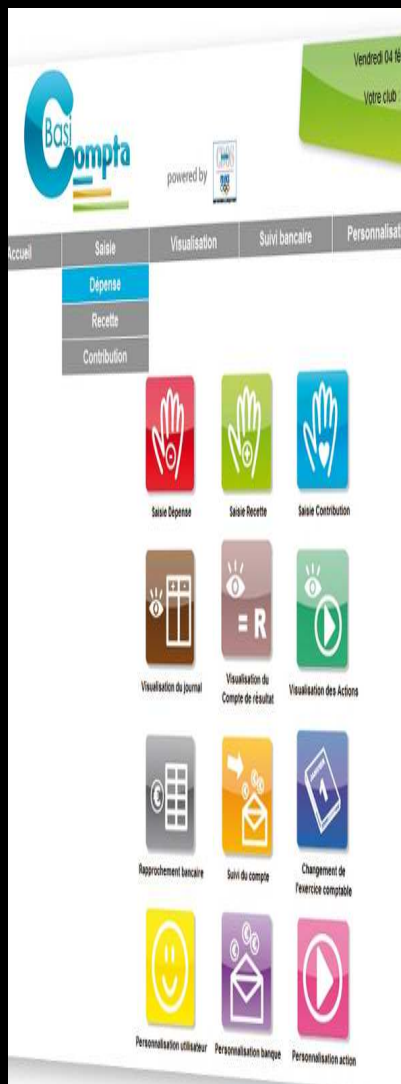 Vendredi 04 fé
Votre club :
Basi
Compta
powered by
Accueil Saisie Visualisation Suivi bancaire Personnalisat
Dépense
Recette
Contribution
Saisie Dépense Saisie Recette Saisie Contribution
= R
Visualisation du journal Visualisation du Visualisation des Actions
Compte de résultat
JANVIER
1
Rapprochement bancaire Suivi du compte Changement de
l'exercice comptable
Personnalisation utilisateur Personnalisation banque Personnalisation action